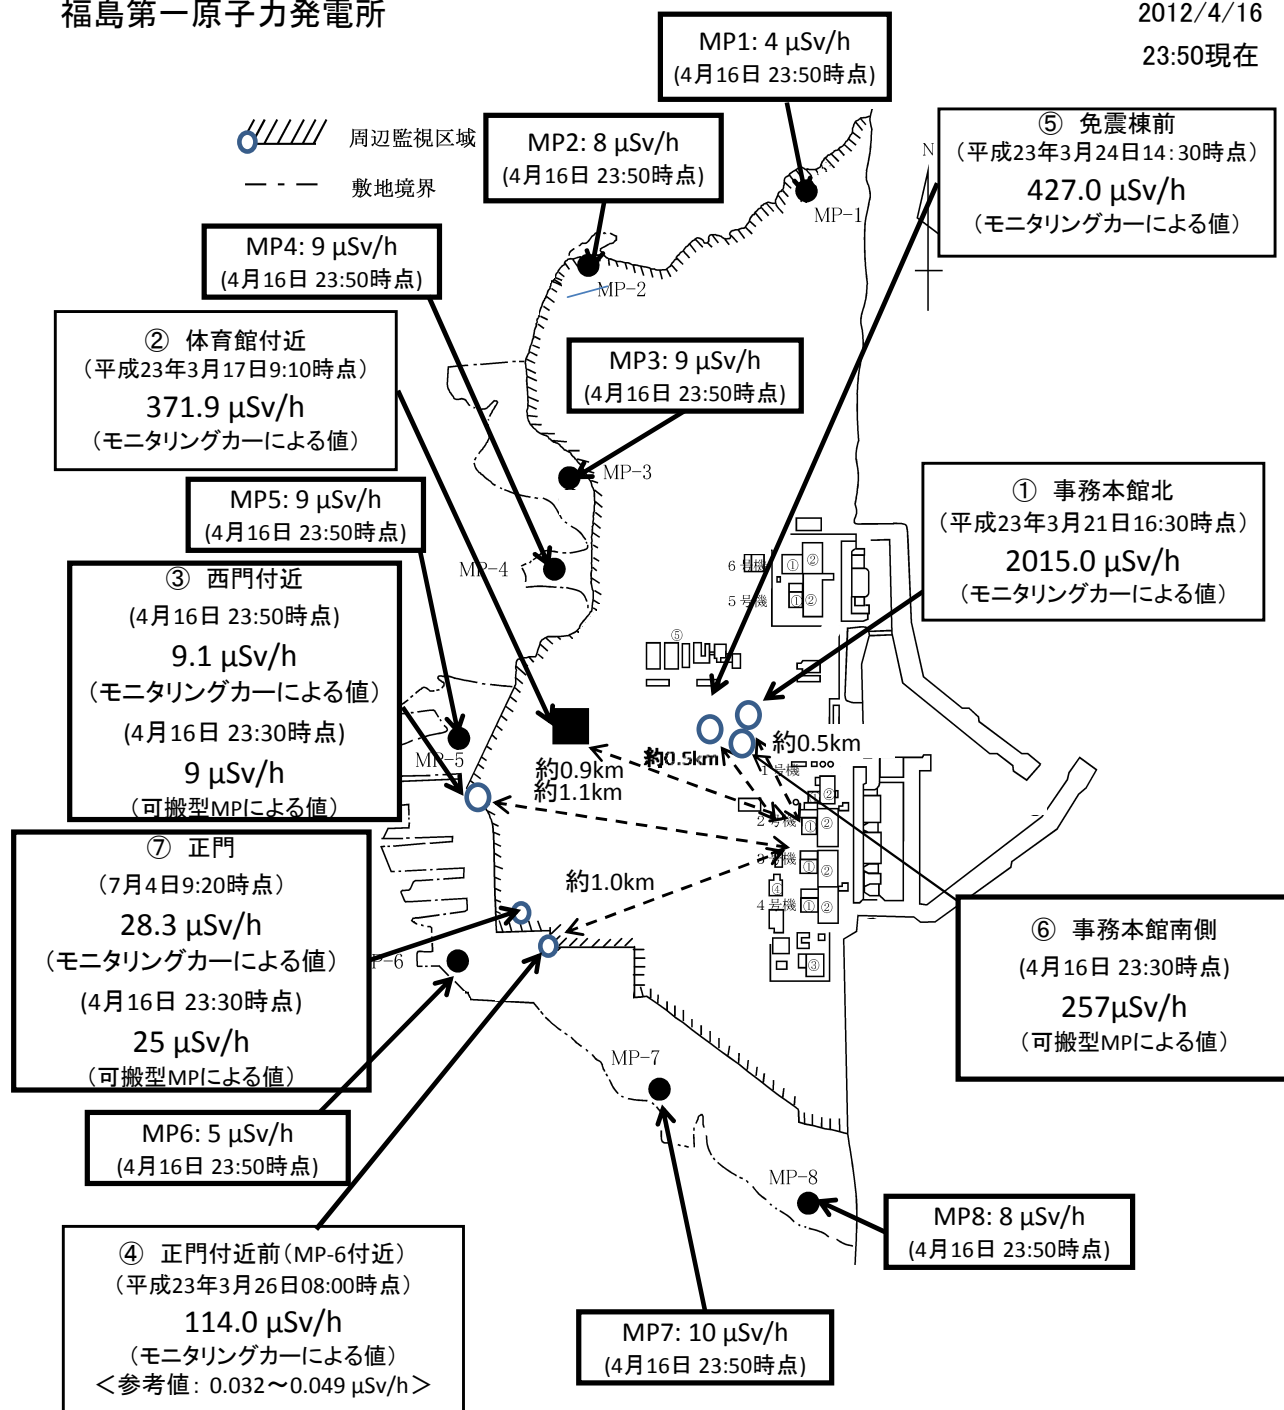 福島第一原子力発電所
2012/4/16
23:50現在
周辺監視区域
敷地境界
MP1: 4 μSv/h
(4月16日 23:50時点)
MP2: 8 μSv/h
(4月16日 23:50時点)
⑤ 免震棟前
（平成23年3月24日14:30時点）
427.0 μSv/h
（モニタリングカーによる値）
N
MP-1
MP4: 9 μSv/h
(4月16日 23:50時点)
MP-2
② 体育館付近
（平成23年3月17日9:10時点）
371.9 μSv/h
（モニタリングカーによる値）
MP3: 9 μSv/h
(4月16日 23:50時点)
MP-3
MP5: 9 μSv/h
(4月16日 23:50時点)
① 事務本館北
（平成23年3月21日16:30時点）
2015.0 μSv/h
（モニタリングカーによる値）
MP-4
③ 西門付近
(4月16日 23:50時点)
9.1 μSv/h
(モニタリングカーによる値)
(4月16日 23:30時点)
9 μSv/h
(可搬型MPによる値)
6号機
① ②
5号機
① ②
⑤
MP-5
約0.9km
約1.1km
約0.5km
約0.5km
1号機
① ②
2号機
① ②
3号機
① ②
④
4号機
① ②
③
約1.0km
⑦ 正門
(7月4日9:20時点)
28.3 μSv/h
(モニタリングカーによる値)
(4月16日 23:30時点)
25 μSv/h
(可搬型MPによる値)
P-6
⑥ 事務本館南側
(4月16日 23:30時点)
257μSv/h
(可搬型MPによる値)
MP-7
MP6: 5 μSv/h
(4月16日 23:50時点)
MP-8
MP8: 8 μSv/h
(4月16日 23:50時点)
④ 正門付近前（MP-6付近）
（平成23年3月26日08:00時点）
114.0 μSv/h
（モニタリングカーによる値）
＜参考値： 0.032～0.049 μSv/h＞
MP7: 10 μSv/h
(4月16日 23:50時点)